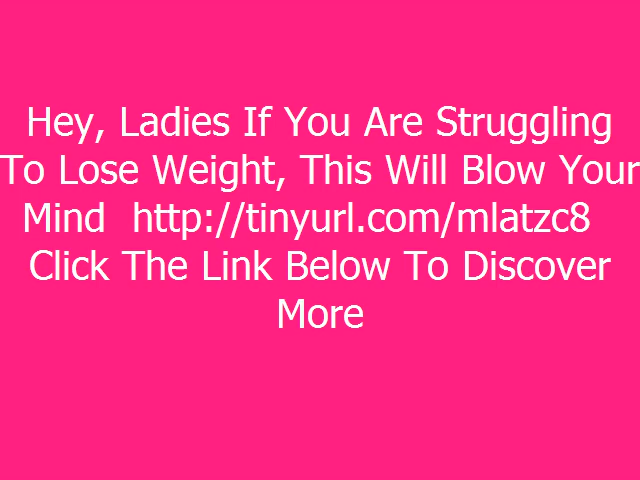 Hey, Ladies If You Are Struggling
To Lose Weight, This Will Blow Your
Mind  http://tinyurl.com/mlatzc8
Click The Link Below To Discover
More